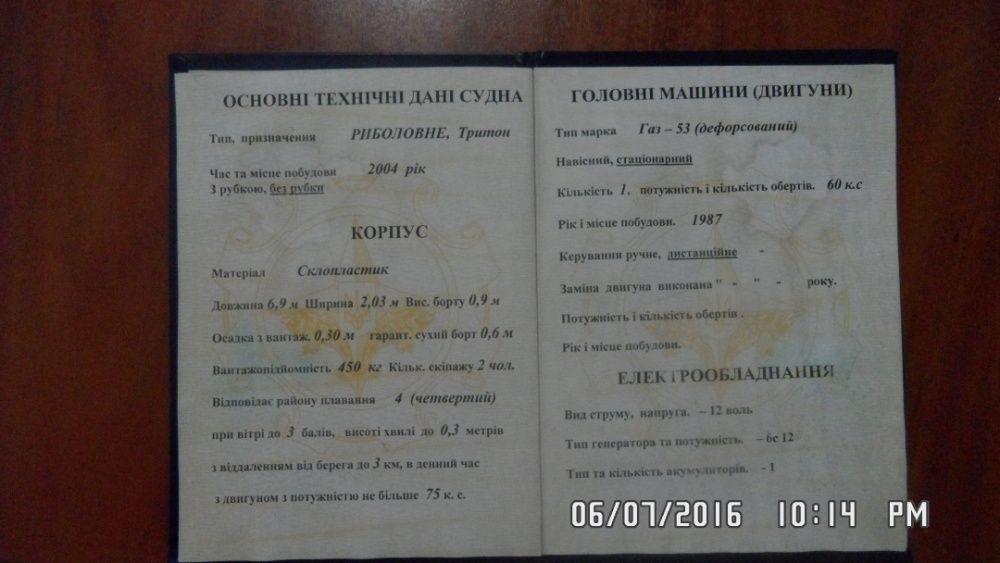 ОСНОВНІ ТЕХНІЧНІ ДАНІ СУДНА
Тип, призначення РИБОЛОВНЕ, Тритон
Час та місце побудови 2004 рік
З рубкою, без рубки
КОРПУС
Матеріал Склопластик
Довжина 6,9 м Ширина 2,03 м Вис. борту 0,9 м
Осадка з вантаж. 0,30 м гарант. сухий борт 0,6 м
Вантажопідйомність 450 кг Кільк. екіпажу 2 чол.
Відповідає району плавання 4 (четвертий)
при вітрі до 3 балів, висоті хвилі до 0,3 метрів
з віддаленням від берега до 3 км, в денний час
з двигуном з потужністю не більше 75 к. с.
ГОЛОВНІ МАШИНИ (ДВИГУНИ)
Тип марка Газ – 53 (дефорсований)
Навісний, стаціонарний
Кількість 1, потужність і кількість обертів. 60 к.с
Рік і місце побудови. 1987
Керування ручне, дистанційне -
Заміна двигуна виконана " - " - року.
Потужність і кількість обертів .
Рік і місце побудови.
ЕЛЕКТРООБЛАДНАННЯ
Вид струму, напруга. – 12 воль
Тип генератора та потужність. – 6с 12
Тип та кількість акумуляторів. - 1
06/07/2016 10:14 PM